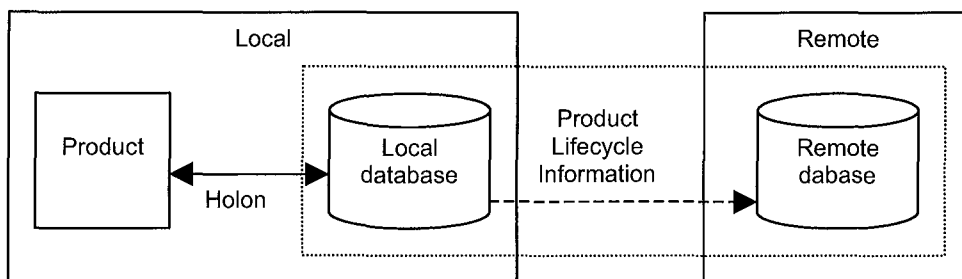 Local
Remote
Product
Holon
Local
database
Product
Lifecycle
Information
Remote
dabase